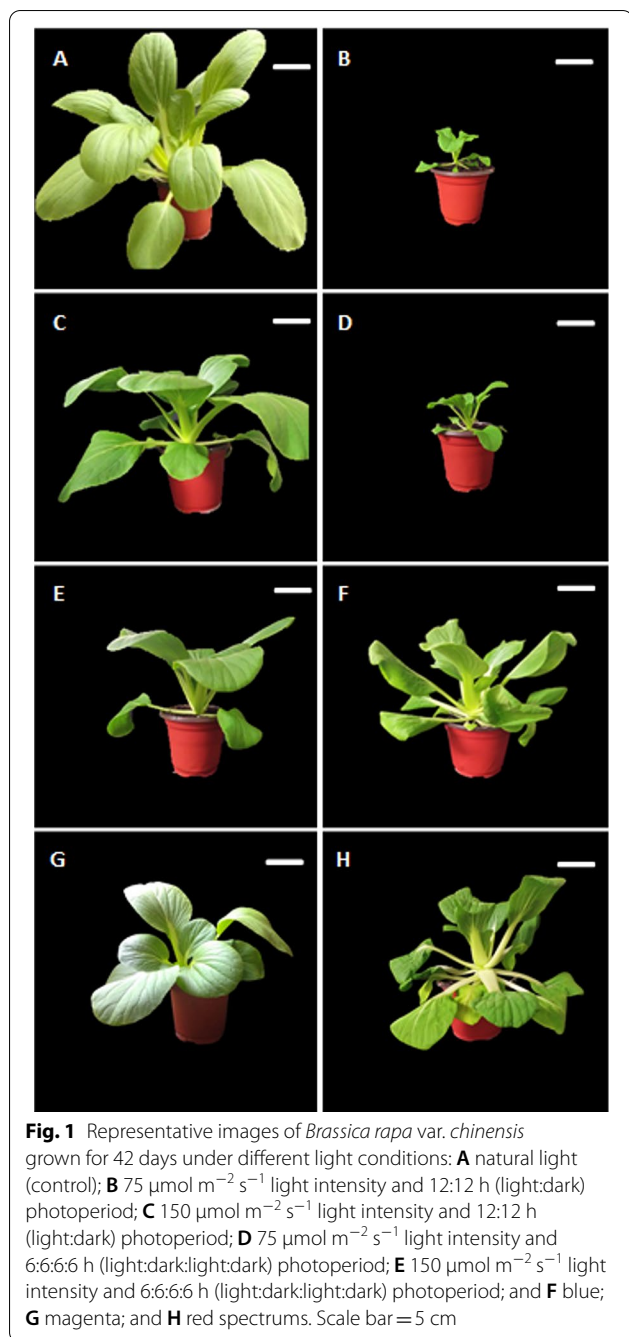 A
B
C
D
E
F
G
H
Fig. 1 Representative images of Brassica rapa var. chinensis
grown for 42 days under different light conditions: A natural light
(control); B 75 μmol m⁻² s⁻¹ light intensity and 12:12 h (light:dark)
photoperiod; C 150 μmol m⁻² s⁻¹ light intensity and 12:12 h
(light:dark) photoperiod; D 75 μmol m⁻² s⁻¹ light intensity and
6:6:6:6 h (light:dark:light:dark) photoperiod; E 150 μmol m⁻² s⁻¹ light
intensity and 6:6:6:6 h (light:dark:light:dark) photoperiod; and F blue;
G magenta; and H red spectrums. Scale bar = 5 cm